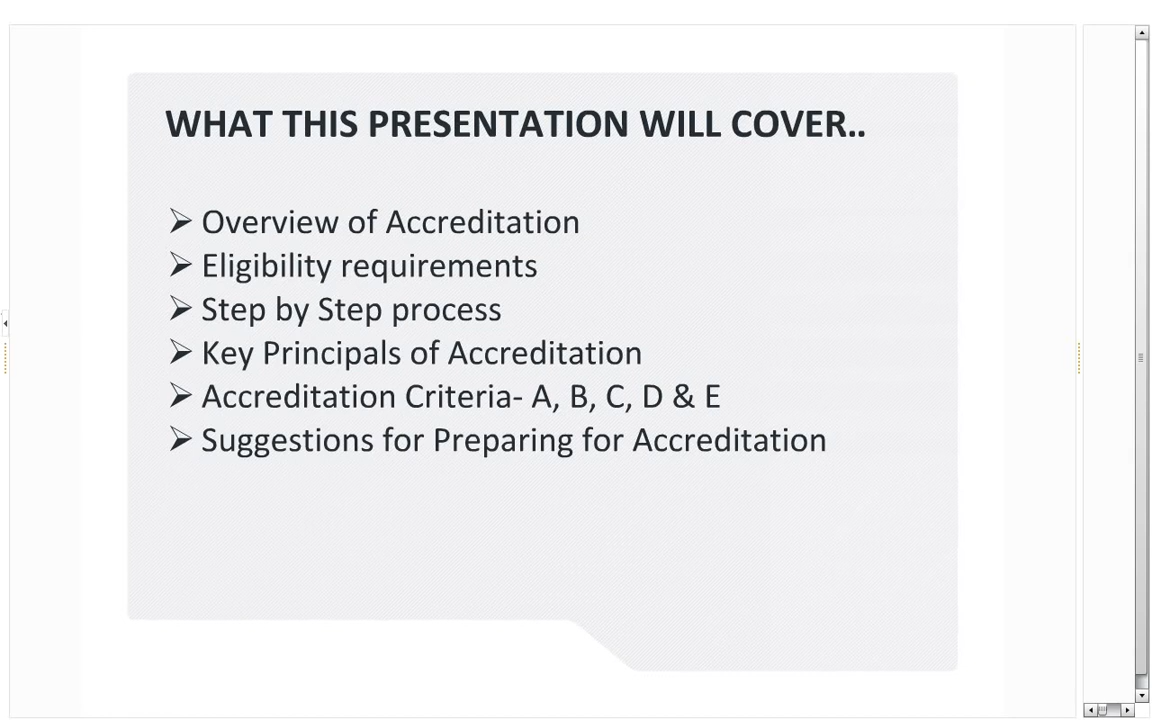 WHAT THIS PRESENTATION WILL COVER..
➢ Overview of Accreditation
➢ Eligibility requirements
➢ Step by Step process
➢ Key Principals of Accreditation
➢ Accreditation Criteria- A, B, C, D & E
➢ Suggestions for Preparing for Accreditation